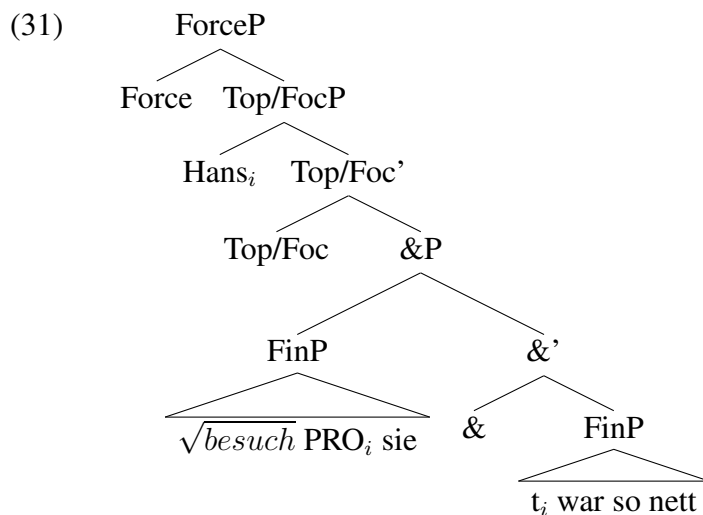 (31) ForceP
Force Top/FocP
Hansᵢ Top/Foc'
Top/Foc &P
FinP &'
√besuch PROᵢ sie & FinP
tᵢ war so nett